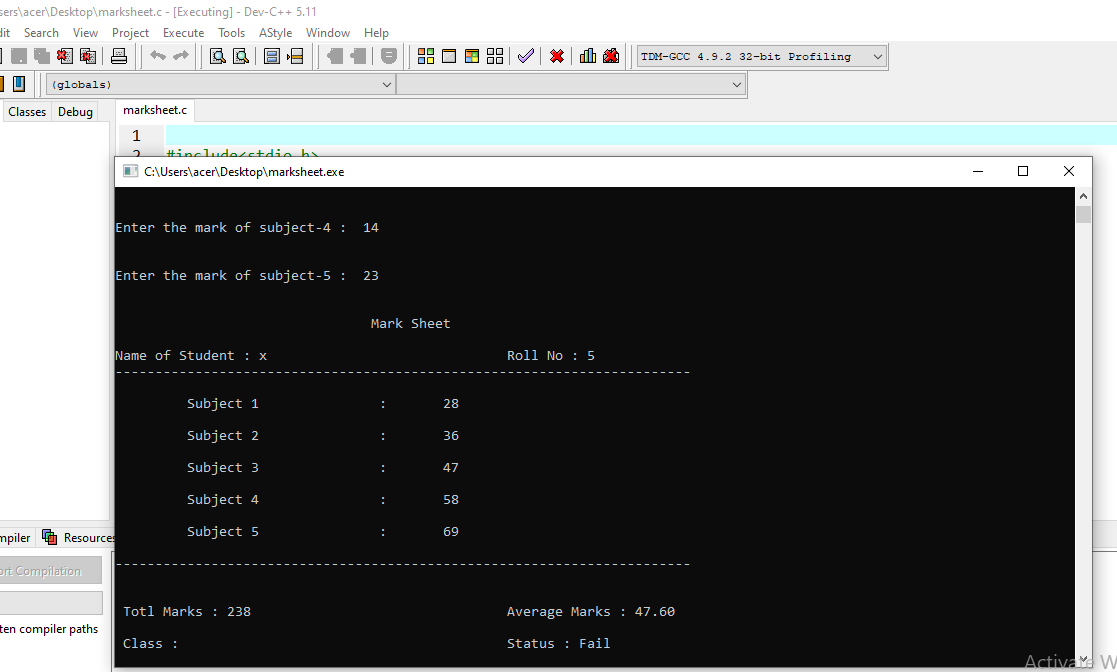 sers\acer\Desktop\marksheet.c - [Executing] - Dev-C++ 5.11
dit Search View Project Execute Tools AStyle Window Help
TDM-GCC 4.9.2 32-bit Profiling
(globals)
Classes Debug
marksheet.c
1
2 #include<stdio.h>
C:\Users\acer\Desktop\marksheet.exe
Enter the mark of subject-4 : 14
Enter the mark of subject-5 : 23
Mark Sheet
Name of Student : x Roll No : 5
------------------------------------------------------------------------
Subject 1 : 28
Subject 2 : 36
Subject 3 : 47
Subject 4 : 58
Subject 5 : 69
------------------------------------------------------------------------
Totl Marks : 238 Average Marks : 47.60
Class : Status : Fail
mpiler Resources
ort Compilation
ten compiler paths
Activate W